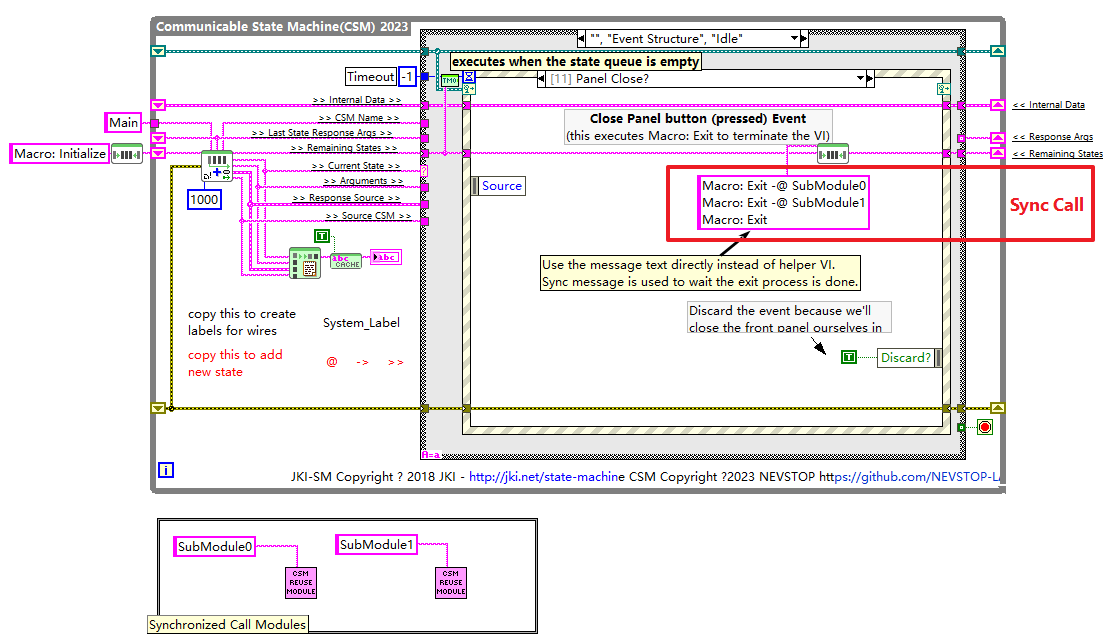 Communicable State Machine(CSM) 2023
"", "Event Structure", "Idle"
executes when the state queue is empty
Timeout
-1
TMO
[11] Panel Close?
>> Internal Data >>
<< Internal Data
Close Panel button (pressed) Event
(this executes Macro: Exit to terminate the VI)
Main
>> CSM Name >>
>> Last State Response Args >>
<< Response Args
Macro: Initialize
>> Remaining States >>
<< Remaining States
>> Current State >>
>> Arguments >>
1000
>> Response Source >>
>> Source CSM >>
Source
Macro: Exit -@ SubModule0
Macro: Exit -@ SubModule1
Macro: Exit
Sync Call
T
abc
CACHE
abc
Use the message text directly instead of helper VI.
Sync message is used to wait the exit process is done.
copy this to create
labels for wires
System_Label
Discard the event because we'll
close the front panel ourselves in
copy this to add
new state
@ -> >>
T
Discard?
A=a
i
JKI-SM Copyright ? 2018 JKI - http://jki.net/state-machine CSM Copyright ?2023 NEVSTOP https://github.com/NEVSTOP-LA
SubModule0
SubModule1
CSM
REUSE
MODULE
CSM
REUSE
MODULE
Synchronized Call Modules